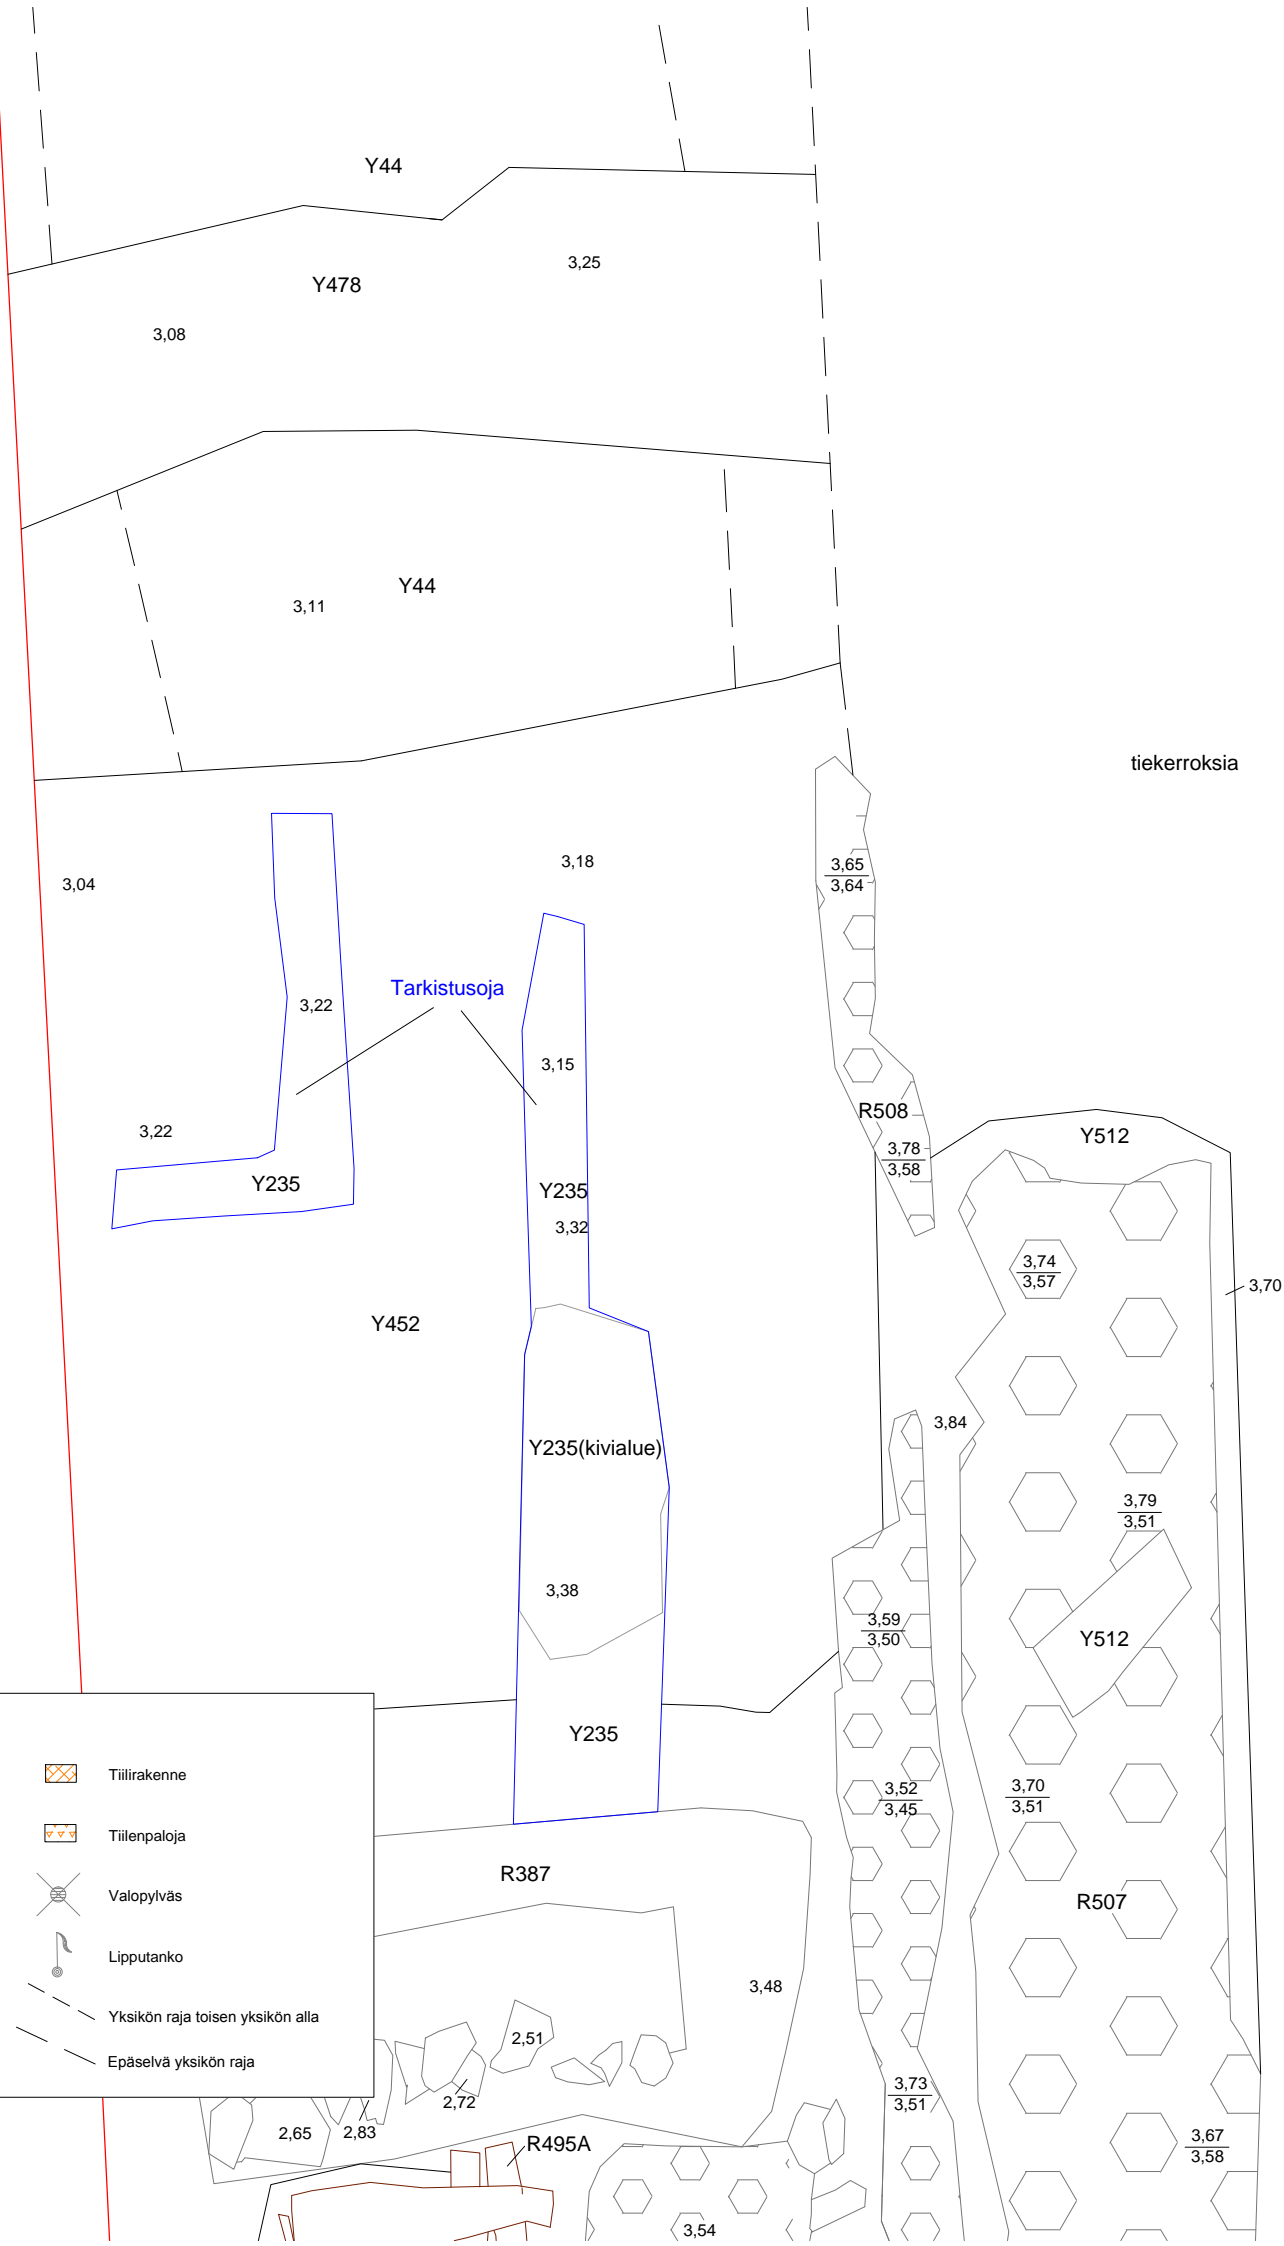 Y44
3,25
Y478
3,08
Y44
3,11
tiekerroksia
3,65
3,64
3,18
3,04
Tarkistusoja
3,22
3,15
R508
3,22
Y512
3,78
3,58
Y235
Y235
3,32
3,74
3,57
3,70
Y452
3,84
Y235(kivialue)
3,79
3,51
3,38
3,59
3,50
Y512
Y235
Tiilirakenne
3,52
3,45
3,70
3,51
Tiilenpaloja
R387
Valopylväs
R507
Lipputanko
3,48
Yksikön raja toisen yksikön alla
2,51
Epäselvä yksikön raja
3,73
3,51
2,72
2,65
2,83
R495A
3,67
3,58
3,54